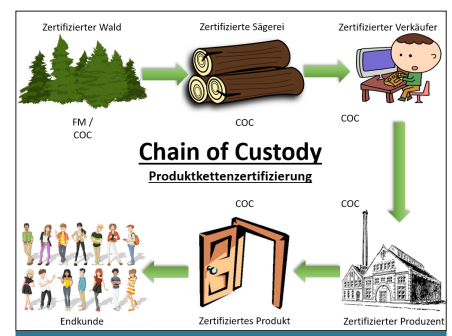 Zertifizierter Wald
Zertifizierte Sägerei
Zertifizierter Verkäufer
FM /
COC
COC
COC
Chain of Custody
Produktkettenzertifizierung
COC
COC
Endkunde
Zertifiziertes Produkt
Zertifizierter Produzent